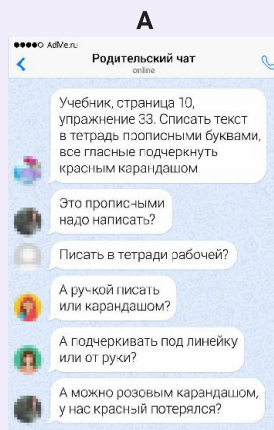 А
AdMe.ru
Родительский чат
online
Учебник, страница 10,
упражнение 33. Списать текст
в тетрадь прописными буквами,
все гласные подчеркнуть
красным карандашом
Это прописными
надо написать?
Писать в тетради рабочей?
А ручкой писать
или карандашом?
А подчеркивать под линейку
или от руки?
А можно розовым карандашом,
у нас красный потерялся?